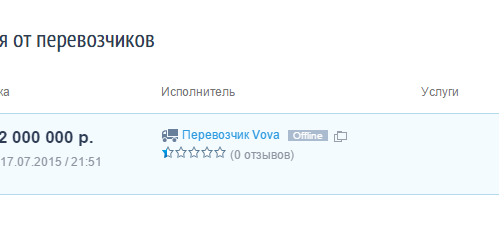 я от перевозчиков
ка Исполнитель Услуги
2 000 000 р. Перевозчик Vova Offline
17.07.2015 / 21:51 (0 отзывов)